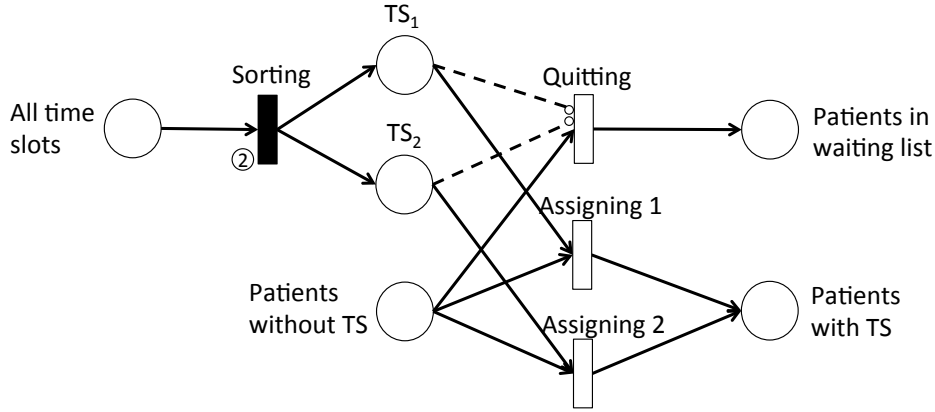 TS1
Sorting
Quitting
All time
slots
2
TS2
Patients in
waiting list
Assigning 1
Patients
without TS
Patients
with TS
Assigning 2